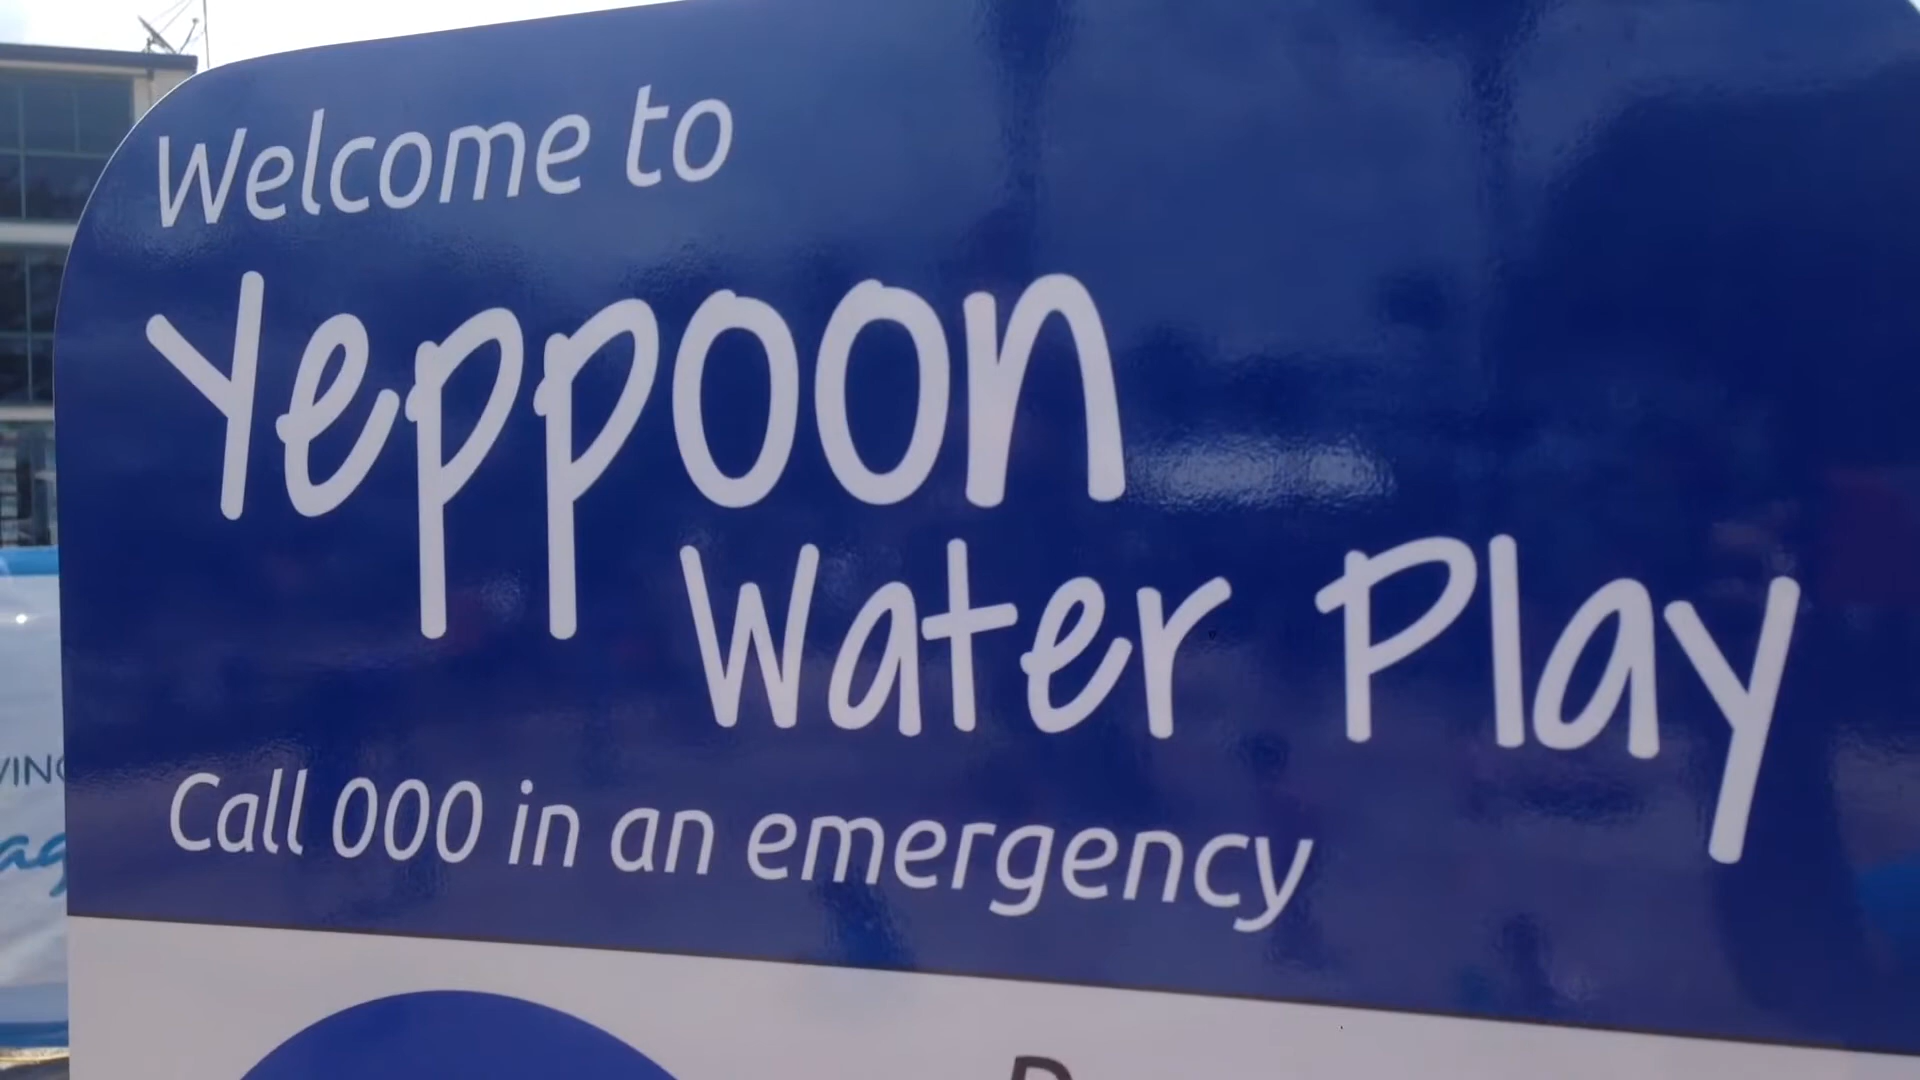 Welcome to
Yeppoon
Water Play
Call 000 in an emergency